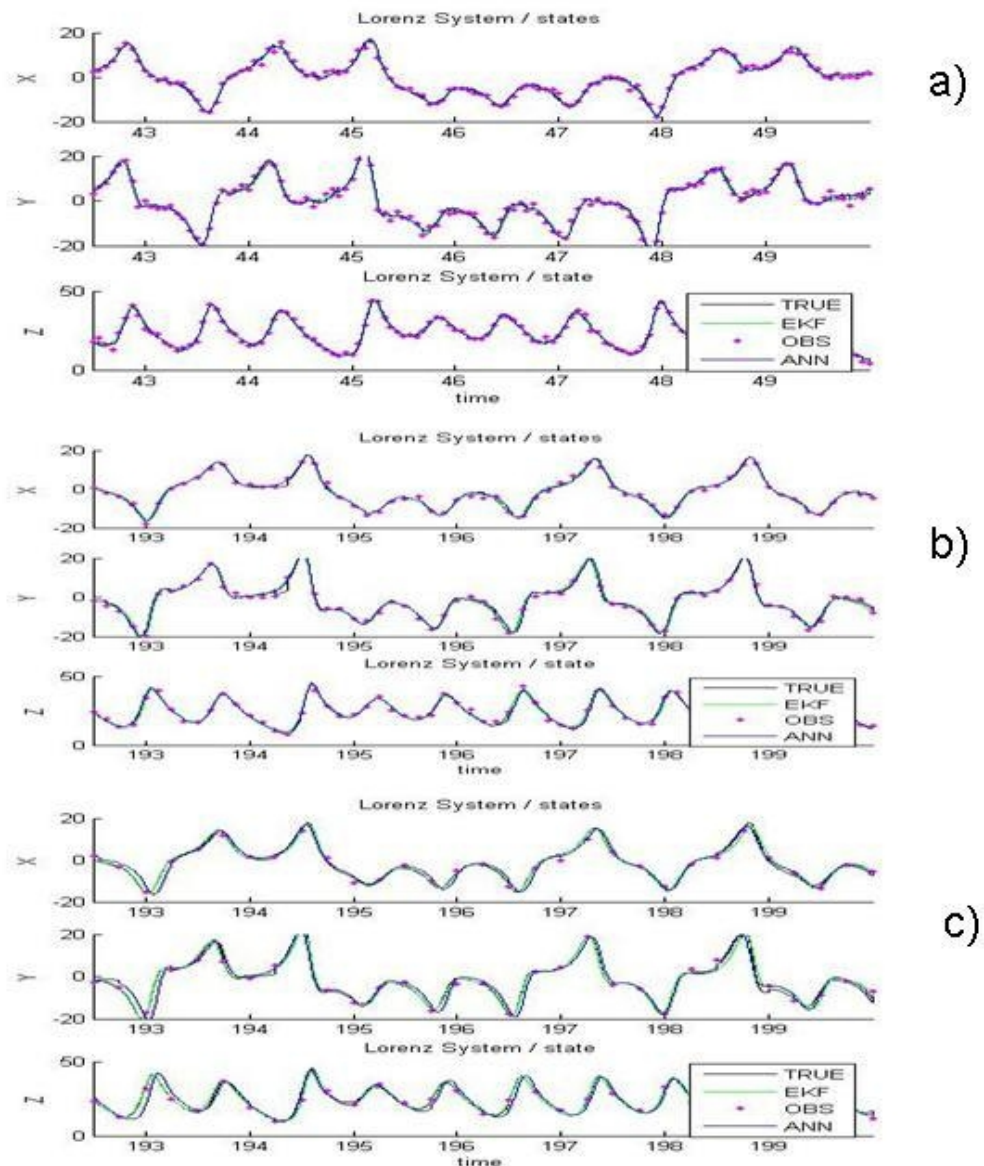 Lorenz System / states
20
0
-20
X
43 44 45 46 47 48 49
a)
20
0
-20
Y
43 44 45 46 47 48 49
Lorenz System / state
50
0
Z
TRUE
EKF
OBS
ANN
43 44 45 46 47 48 49
time
Lorenz System / states
20
0
-20
X
193 194 195 196 197 198 199
b)
20
0
-20
Y
193 194 195 196 197 198 199
Lorenz System / state
50
0
Z
TRUE
EKF
OBS
ANN
193 194 195 196 197 198 199
time
Lorenz System / states
20
0
-20
X
193 194 195 196 197 198 199
c)
20
0
-20
Y
193 194 195 196 197 198 199
Lorenz System / state
50
0
Z
TRUE
EKF
OBS
ANN
193 194 195 196 197 198 199
time